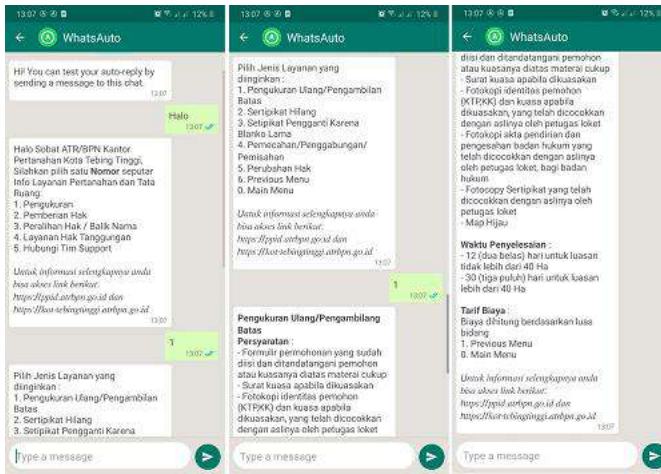 13:07
12%
WhatsAuto
Hi! You can test your auto-reply by
sending a message to this chat.
13:07
Halo
13:07
Halo Sobat ATR/BPN Kantor
Pertanahan Kota Tebing Tinggi,
Silahkan pilih satu Nomor seputar
Info Layanan Pertanahan dan Tata
Ruang:
1. Pengukuran
2. Pemberian Hak
3. Peralihan Hak / Balik Nama
4. Layanan Hak Tanggungan
5. Hubungi Tim Support
Untuk informasi selengkapnya anda
bisa akses link berikut:
https://ppid.atrbpn.go.id dan
https://kot-tebingtinggi.atrbpn.go.id
13:07
1
13:07
Pilih Jenis Layanan yang
diinginkan :
1. Pengukuran Ulang/Pengambilan
Batas
2. Sertipikat Hilang
3. Setipikat Pengganti Karena
Type a message
13:07
12%
WhatsAuto
Pilih Jenis Layanan yang
diinginkan :
1. Pengukuran Ulang/Pengambilan
Batas
2. Sertipikat Hilang
3. Setipikat Pengganti Karena
Blanko Lama
4. Pemecahan/Penggabungan/
Pemisahan
5. Perubahan Hak
6. Previous Menu
0. Main Menu
Untuk informasi selengkapnya anda
bisa akses link berikut:
https://ppid.atrbpn.go.id dan
https://kot-tebingtinggi.atrbpn.go.id
13:07
1
13:07
Pengukuran Ulang/Pengambilang
Batas
Persyaratan :
- Formulir permohonan yang sudah
diisi dan ditandatangani pemohon
atau kuasanya diatas materai cukup
- Surat kuasa apabila dikuasakan
- Fotokopi identitas pemohon
(KTP,KK) dan kuasa apabila
dikuasakan, yang telah dicocokkan
dengan aslinya oleh petugas loket
Type a message
13:07
12%
WhatsAuto
diisi dan ditandatangani pemohon
atau kuasanya diatas materai cukup
- Surat kuasa apabila dikuasakan
- Fotokopi identitas pemohon
(KTP,KK) dan kuasa apabila
dikuasakan, yang telah dicocokkan
dengan aslinya oleh petugas loket
- Fotokopi akta pendirian dan
pengesahan badan hukum yang
telah dicocokkan dengan aslinya
oleh petugas loket, bagi badan
hukum
- Fotocopy Sertipikat yang telah
dicocokkan dengan aslinya oleh
petugas loket
- Map Hijau
Waktu Penyelesaian :
- 12 (dua belas) hari untuk luasan
tidak lebih dari 40 Ha
- 30 (tiga puluh) hari untuk luasan
lebih dari 40 Ha
Tarif Biaya :
Biaya dihitung berdasarkan luas
bidang
1. Previous Menu
0. Main Menu
Untuk informasi selengkapnya anda
bisa akses link berikut:
https://ppid.atrbpn.go.id dan
https://kot-tebingtinggi.atrbpn.go.id
13:07
Type a message